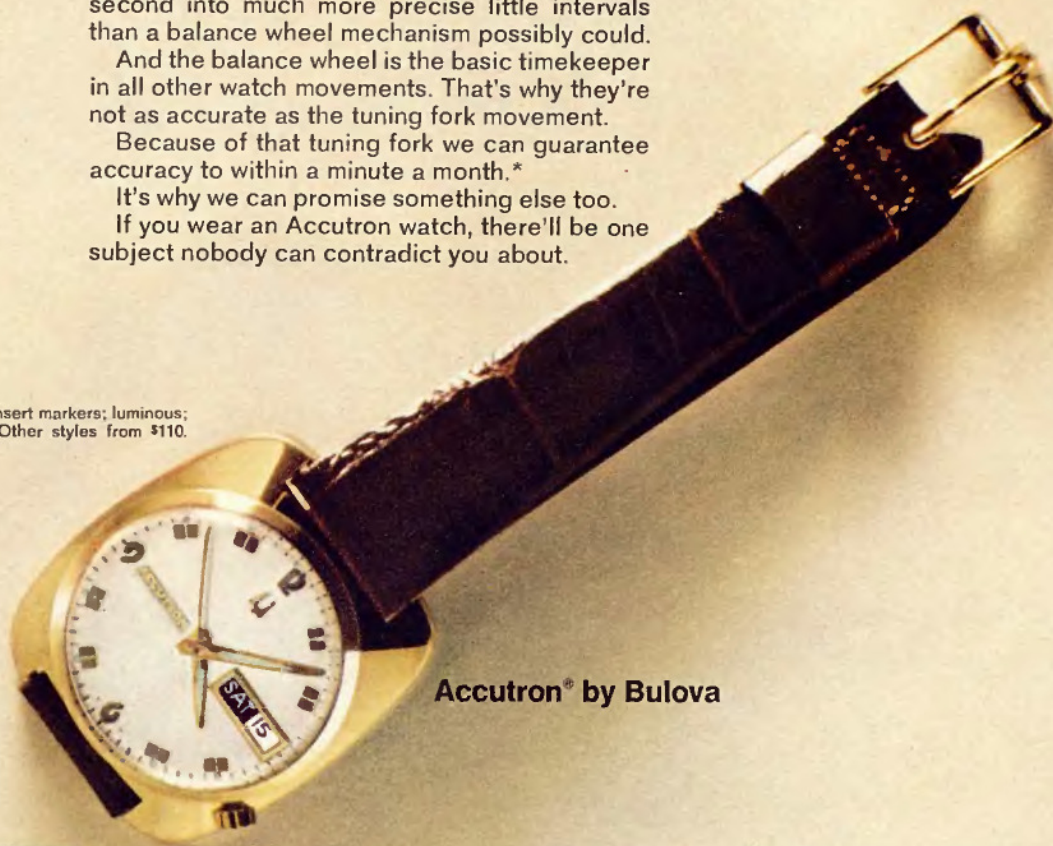 second into much more precise little intervals
than a balance wheel mechanism possibly could.
And the balance wheel is the basic timekeeper
in all other watch movements. That's why they're
not as accurate as the tuning fork movement.
Because of that tuning fork we can guarantee
accuracy to within a minute a month.*
It's why we can promise something else too.
If you wear an Accutron watch, there'll be one
subject nobody can contradict you about.
markers; luminous;
Other styles from $110.
12
9
ACCUTRON
6
SAT 15
Accutron® by Bulova